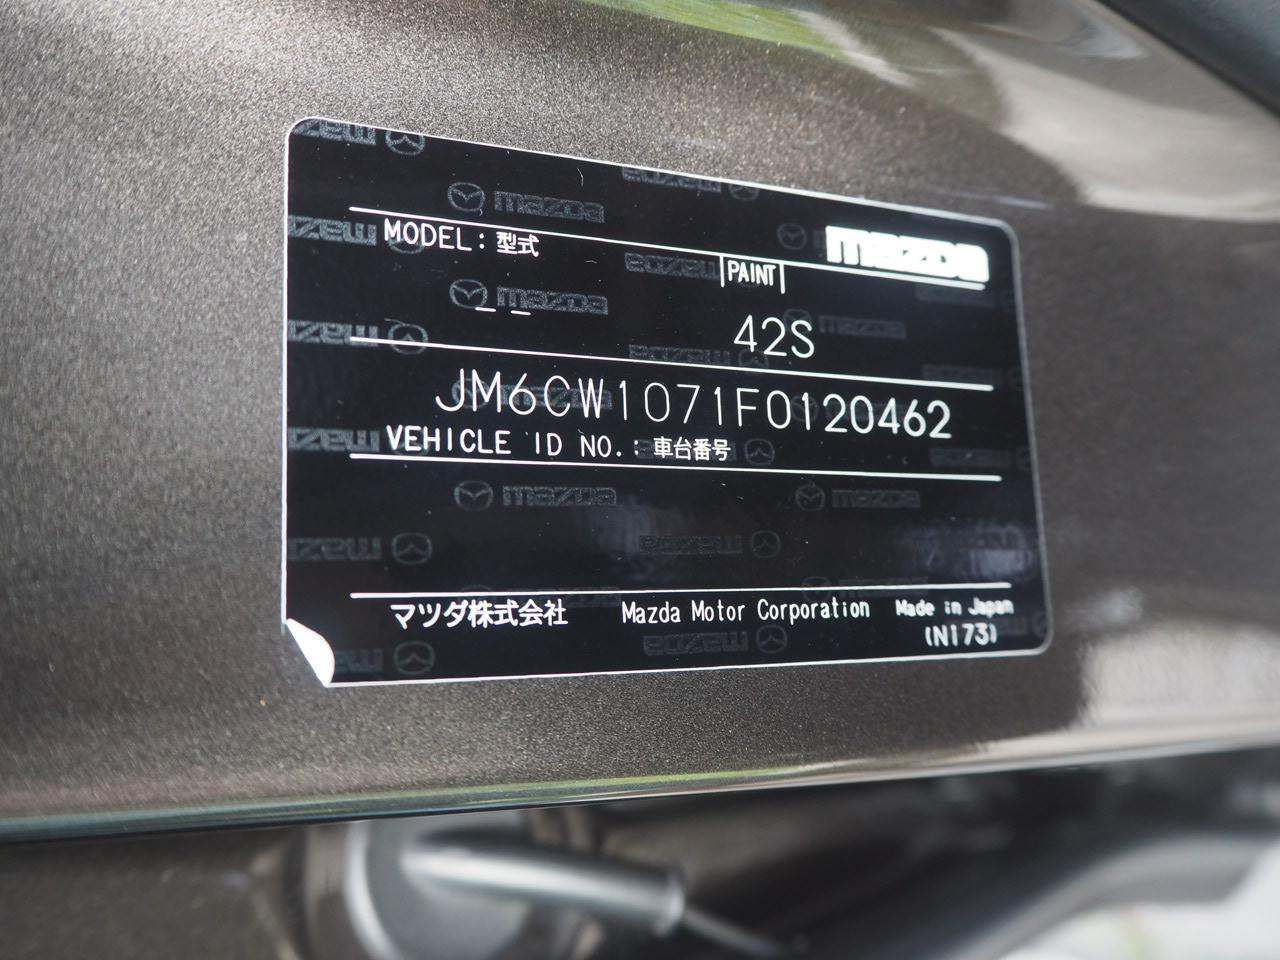 mazda
MODEL: 型式
PAINT
－－
42S
JM6CW1071F0120462
VEHICLE ID NO.: 車台番号
マツダ株式会社 Mazda Motor Corporation Made in Japan
(N173)